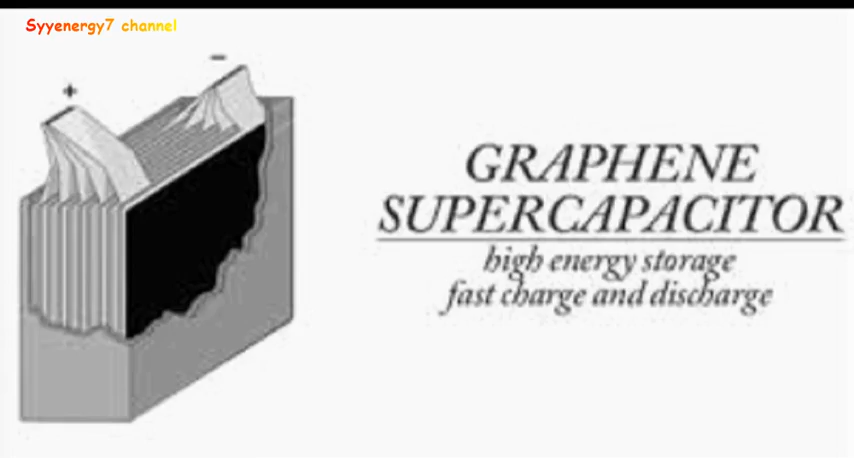 Syyenergy7 channel
+
−
GRAPHENE
SUPERCAPACITOR
high energy storage
fast charge and discharge